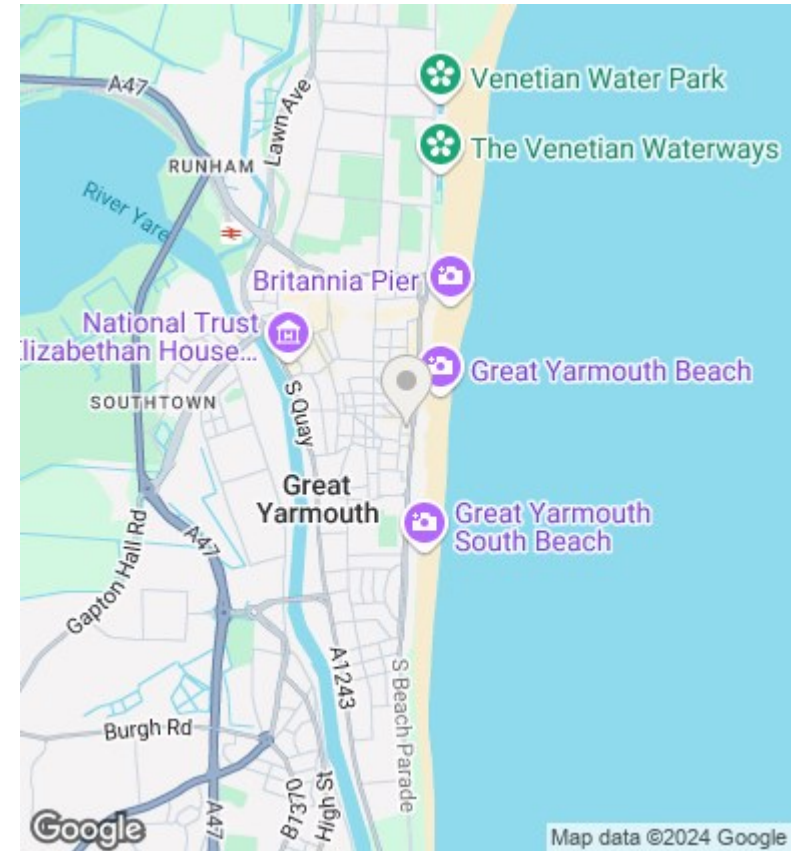 A47
Lawn Ave
Venetian Water Park
The Venetian Waterways
RUNHAM
River Yare
Britannia Pier
National Trust
lizabethan House...
Great Yarmouth Beach
SOUTHTOWN
S Quay
Great
Yarmouth
Great Yarmouth
South Beach
A47
Gapton Hall Rd
A1243
S Beach Parade
Burgh Rd
High St
B1370
A47
Google
Map data ©2024 Google